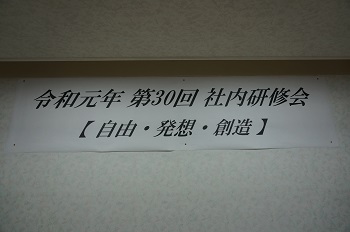 令和元年 第30回 社内研修会
【 自由・発想・創造 】